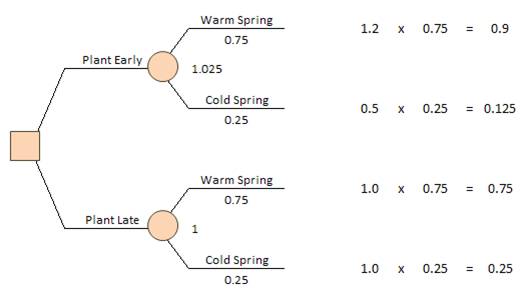 Warm Spring
0.75
1.2 x 0.75 = 0.9
Plant Early
1.025
Cold Spring
0.25
0.5 x 0.25 = 0.125
Warm Spring
0.75
1.0 x 0.75 = 0.75
Plant Late
1
Cold Spring
0.25
1.0 x 0.25 = 0.25